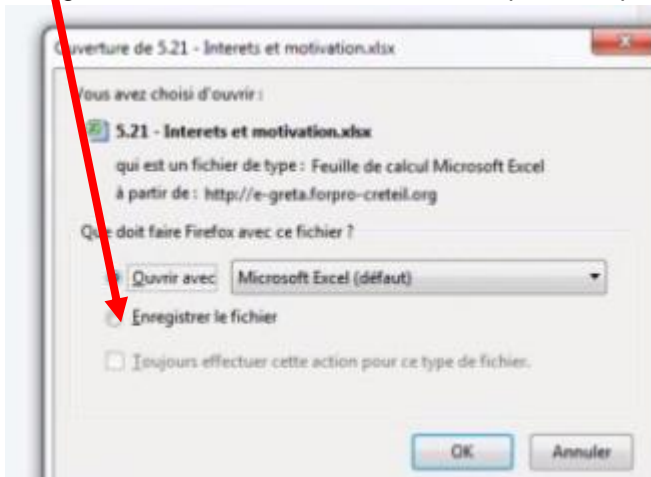 Ouverture de 5.21 - Interets et motivation.xlsx
Vous avez choisi d'ouvrir :
5.21 - Interets et motivation.xlsx
qui est un fichier de type : Feuille de calcul Microsoft Excel
à partir de : http://e-greta.forpro-creteil.org
Que doit faire Firefox avec ce fichier ?
Ouvrir avec Microsoft Excel (défaut)
Enregistrer le fichier
Toujours effectuer cette action pour ce type de fichier.
OK Annuler